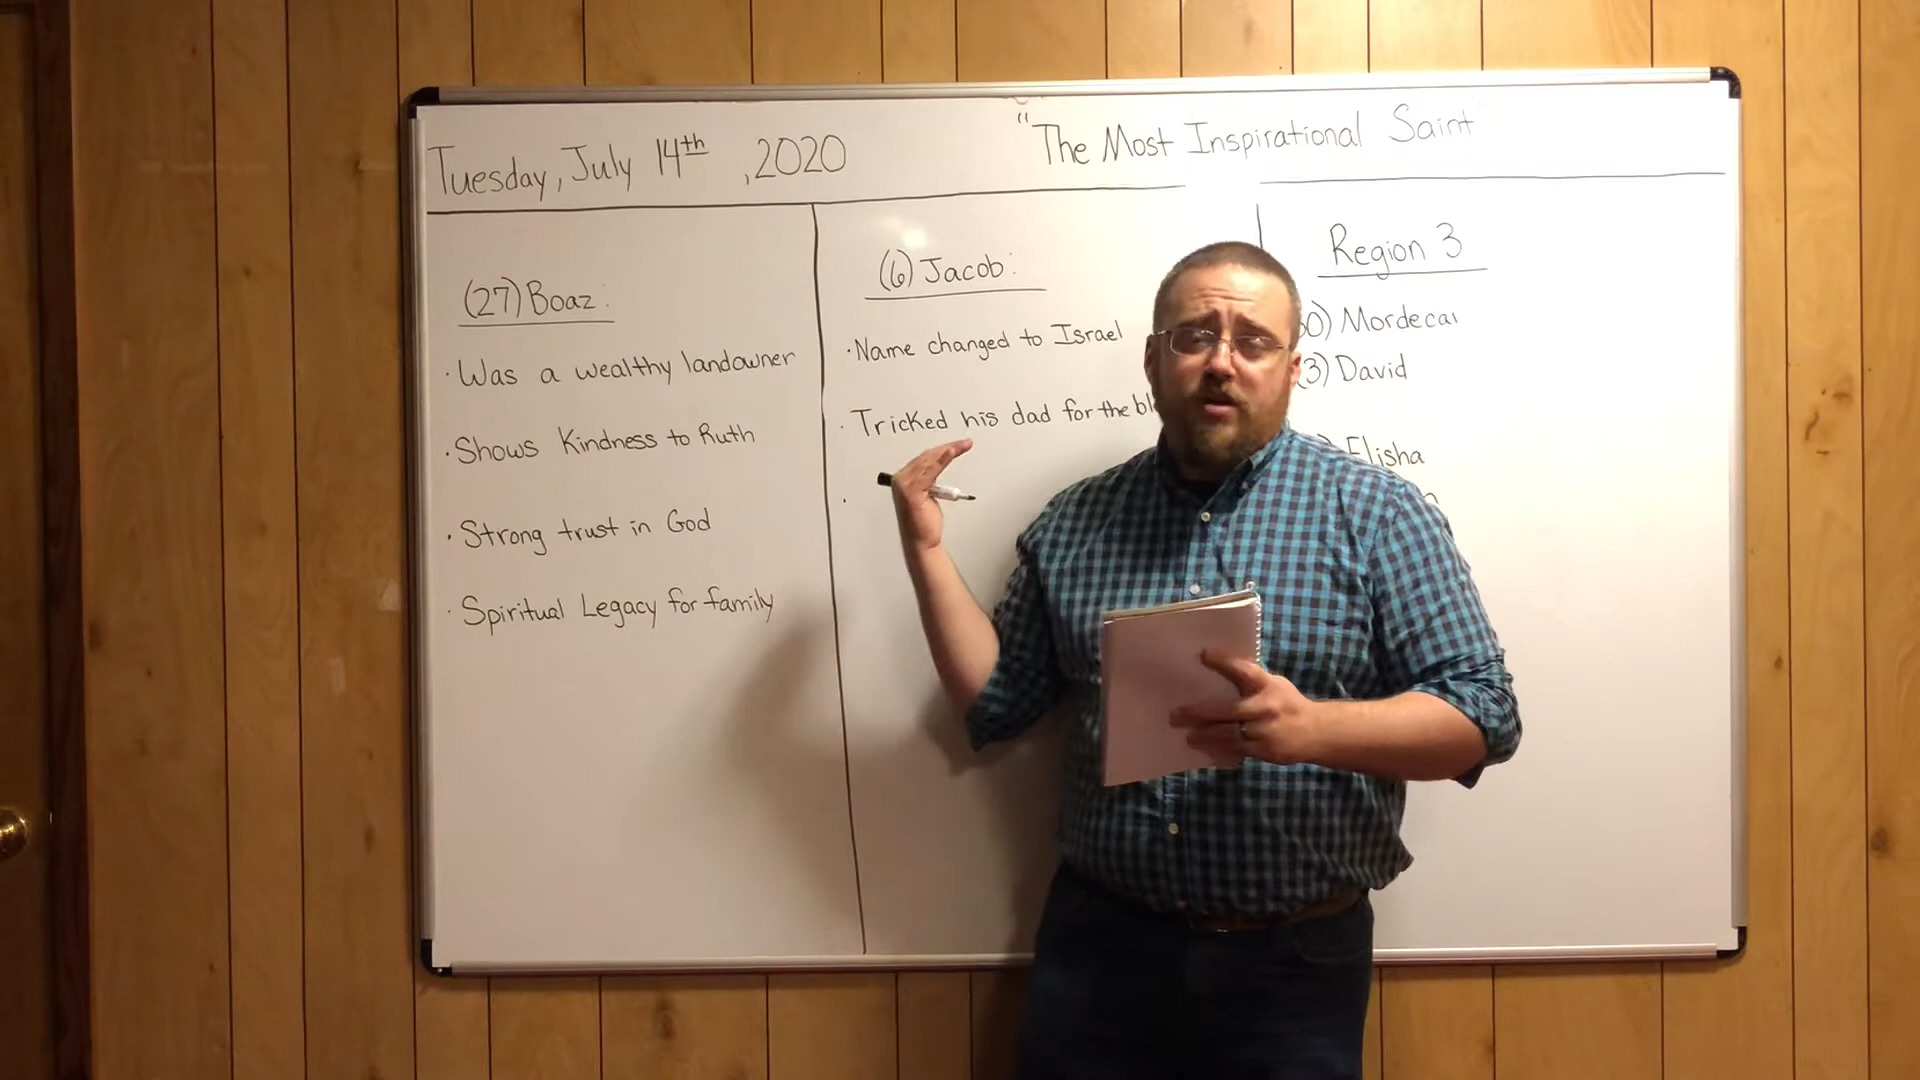 Tuesday, July 14th, 2020
"The Most Inspirational Saint"
(27) Boaz:
· Was a wealthy landowner
· Shows Kindness to Ruth
· Strong trust in God
· Spiritual Legacy for family
(6) Jacob:
· Name changed to Israel
· Tricked his dad for the
·
Region 3
Mordecai
(3) David
Elisha